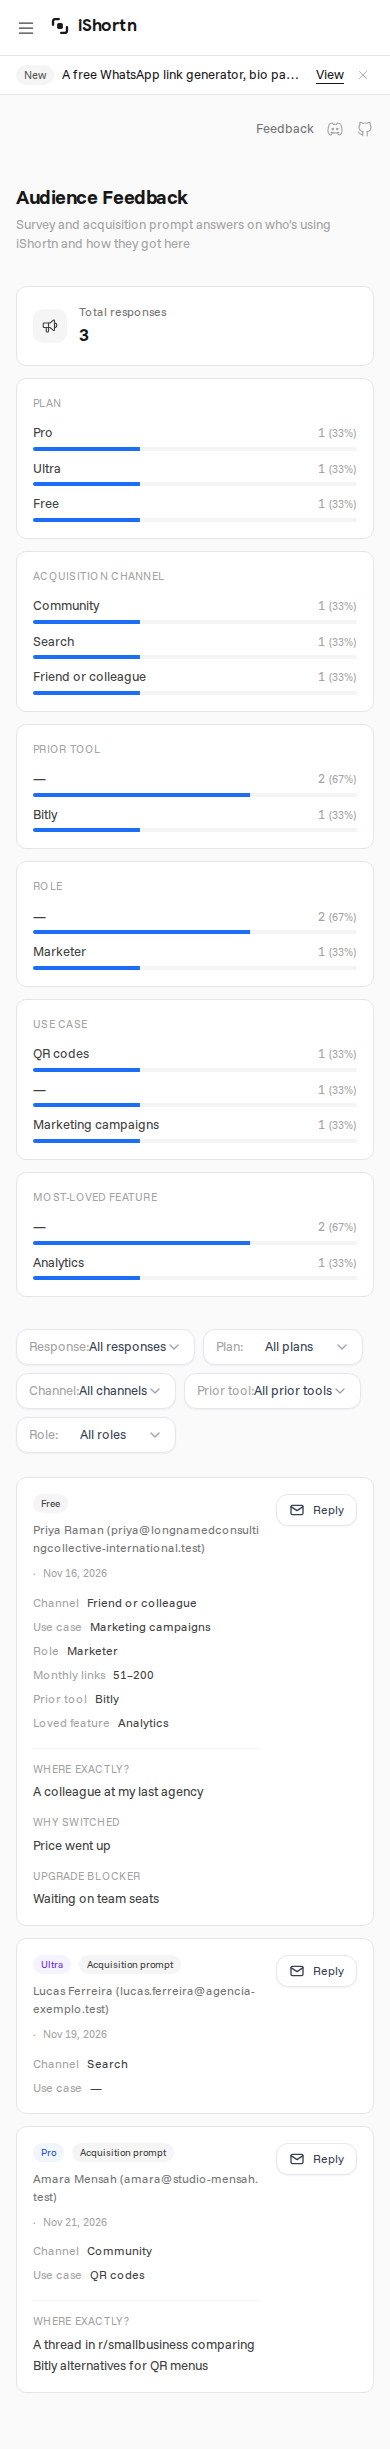 iShortn
New A free WhatsApp link generator, bio pa... View
Feedback
Audience Feedback
Survey and acquisition prompt answers on who's using
iShortn and how they got here
Total responses
3
PLAN
Pro 1 (33%)
Ultra 1 (33%)
Free 1 (33%)
ACQUISITION CHANNEL
Community 1 (33%)
Search 1 (33%)
Friend or colleague 1 (33%)
PRIOR TOOL
— 2 (67%)
Bitly 1 (33%)
ROLE
— 2 (67%)
Marketer 1 (33%)
USE CASE
QR codes 1 (33%)
— 1 (33%)
Marketing campaigns 1 (33%)
MOST-LOVED FEATURE
— 2 (67%)
Analytics 1 (33%)
Response: All responses Plan: All plans
Channel: All channels Prior tool: All prior tools
Role: All roles
Free Reply
Priya Raman (priya@longnamedconsulti
ngcollective-international.test)
· Nov 16, 2026
Channel Friend or colleague
Use case Marketing campaigns
Role Marketer
Monthly links 51–200
Prior tool Bitly
Loved feature Analytics
WHERE EXACTLY?
A colleague at my last agency
WHY SWITCHED
Price went up
UPGRADE BLOCKER
Waiting on team seats
Ultra Acquisition prompt Reply
Lucas Ferreira (lucas.ferreira@agencia-
exemplo.test)
· Nov 19, 2026
Channel Search
Use case —
Pro Acquisition prompt Reply
Amara Mensah (amara@studio-mensah.
test)
· Nov 21, 2026
Channel Community
Use case QR codes
WHERE EXACTLY?
A thread in r/smallbusiness comparing
Bitly alternatives for QR menus